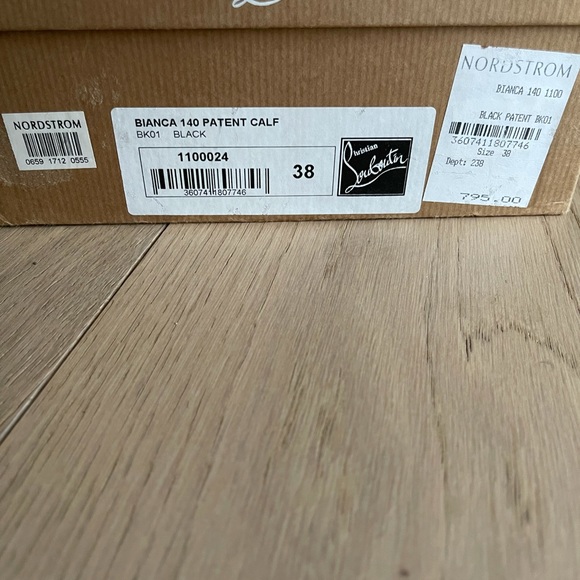 NORDSTROM
0659 1712 0555
BIANCA 140 PATENT CALF
BK01 BLACK
1100024
3607411807746
38
Christian
Louboutin
NORDSTROM
BIANCA 140 1100
BLACK PATENT BK01
3607411807746
Size 38
Dept: 238
795.00